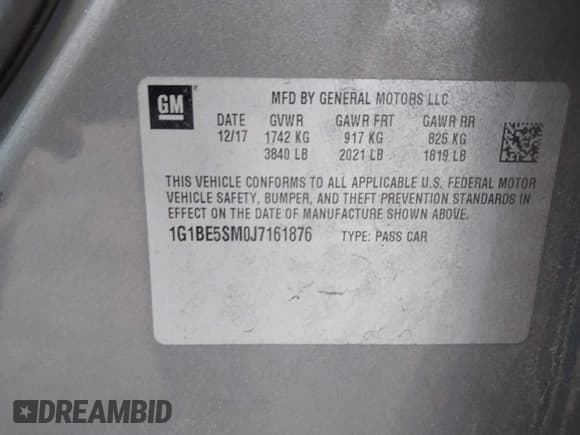 GM
MFD BY GENERAL MOTORS LLC
DATE GVWR GAWR FRT GAWR RR
12/17 1742 KG 917 KG 825 KG
3840 LB 2021 LB 1819 LB
THIS VEHICLE CONFORMS TO ALL APPLICABLE U.S. FEDERAL MOTOR
VEHICLE SAFETY, BUMPER, AND THEFT PREVENTION STANDARDS IN
EFFECT ON THE DATE OF MANUFACTURE SHOWN ABOVE.
1G1BE5SM0J7161876 TYPE: PASS CAR
DREAMBID